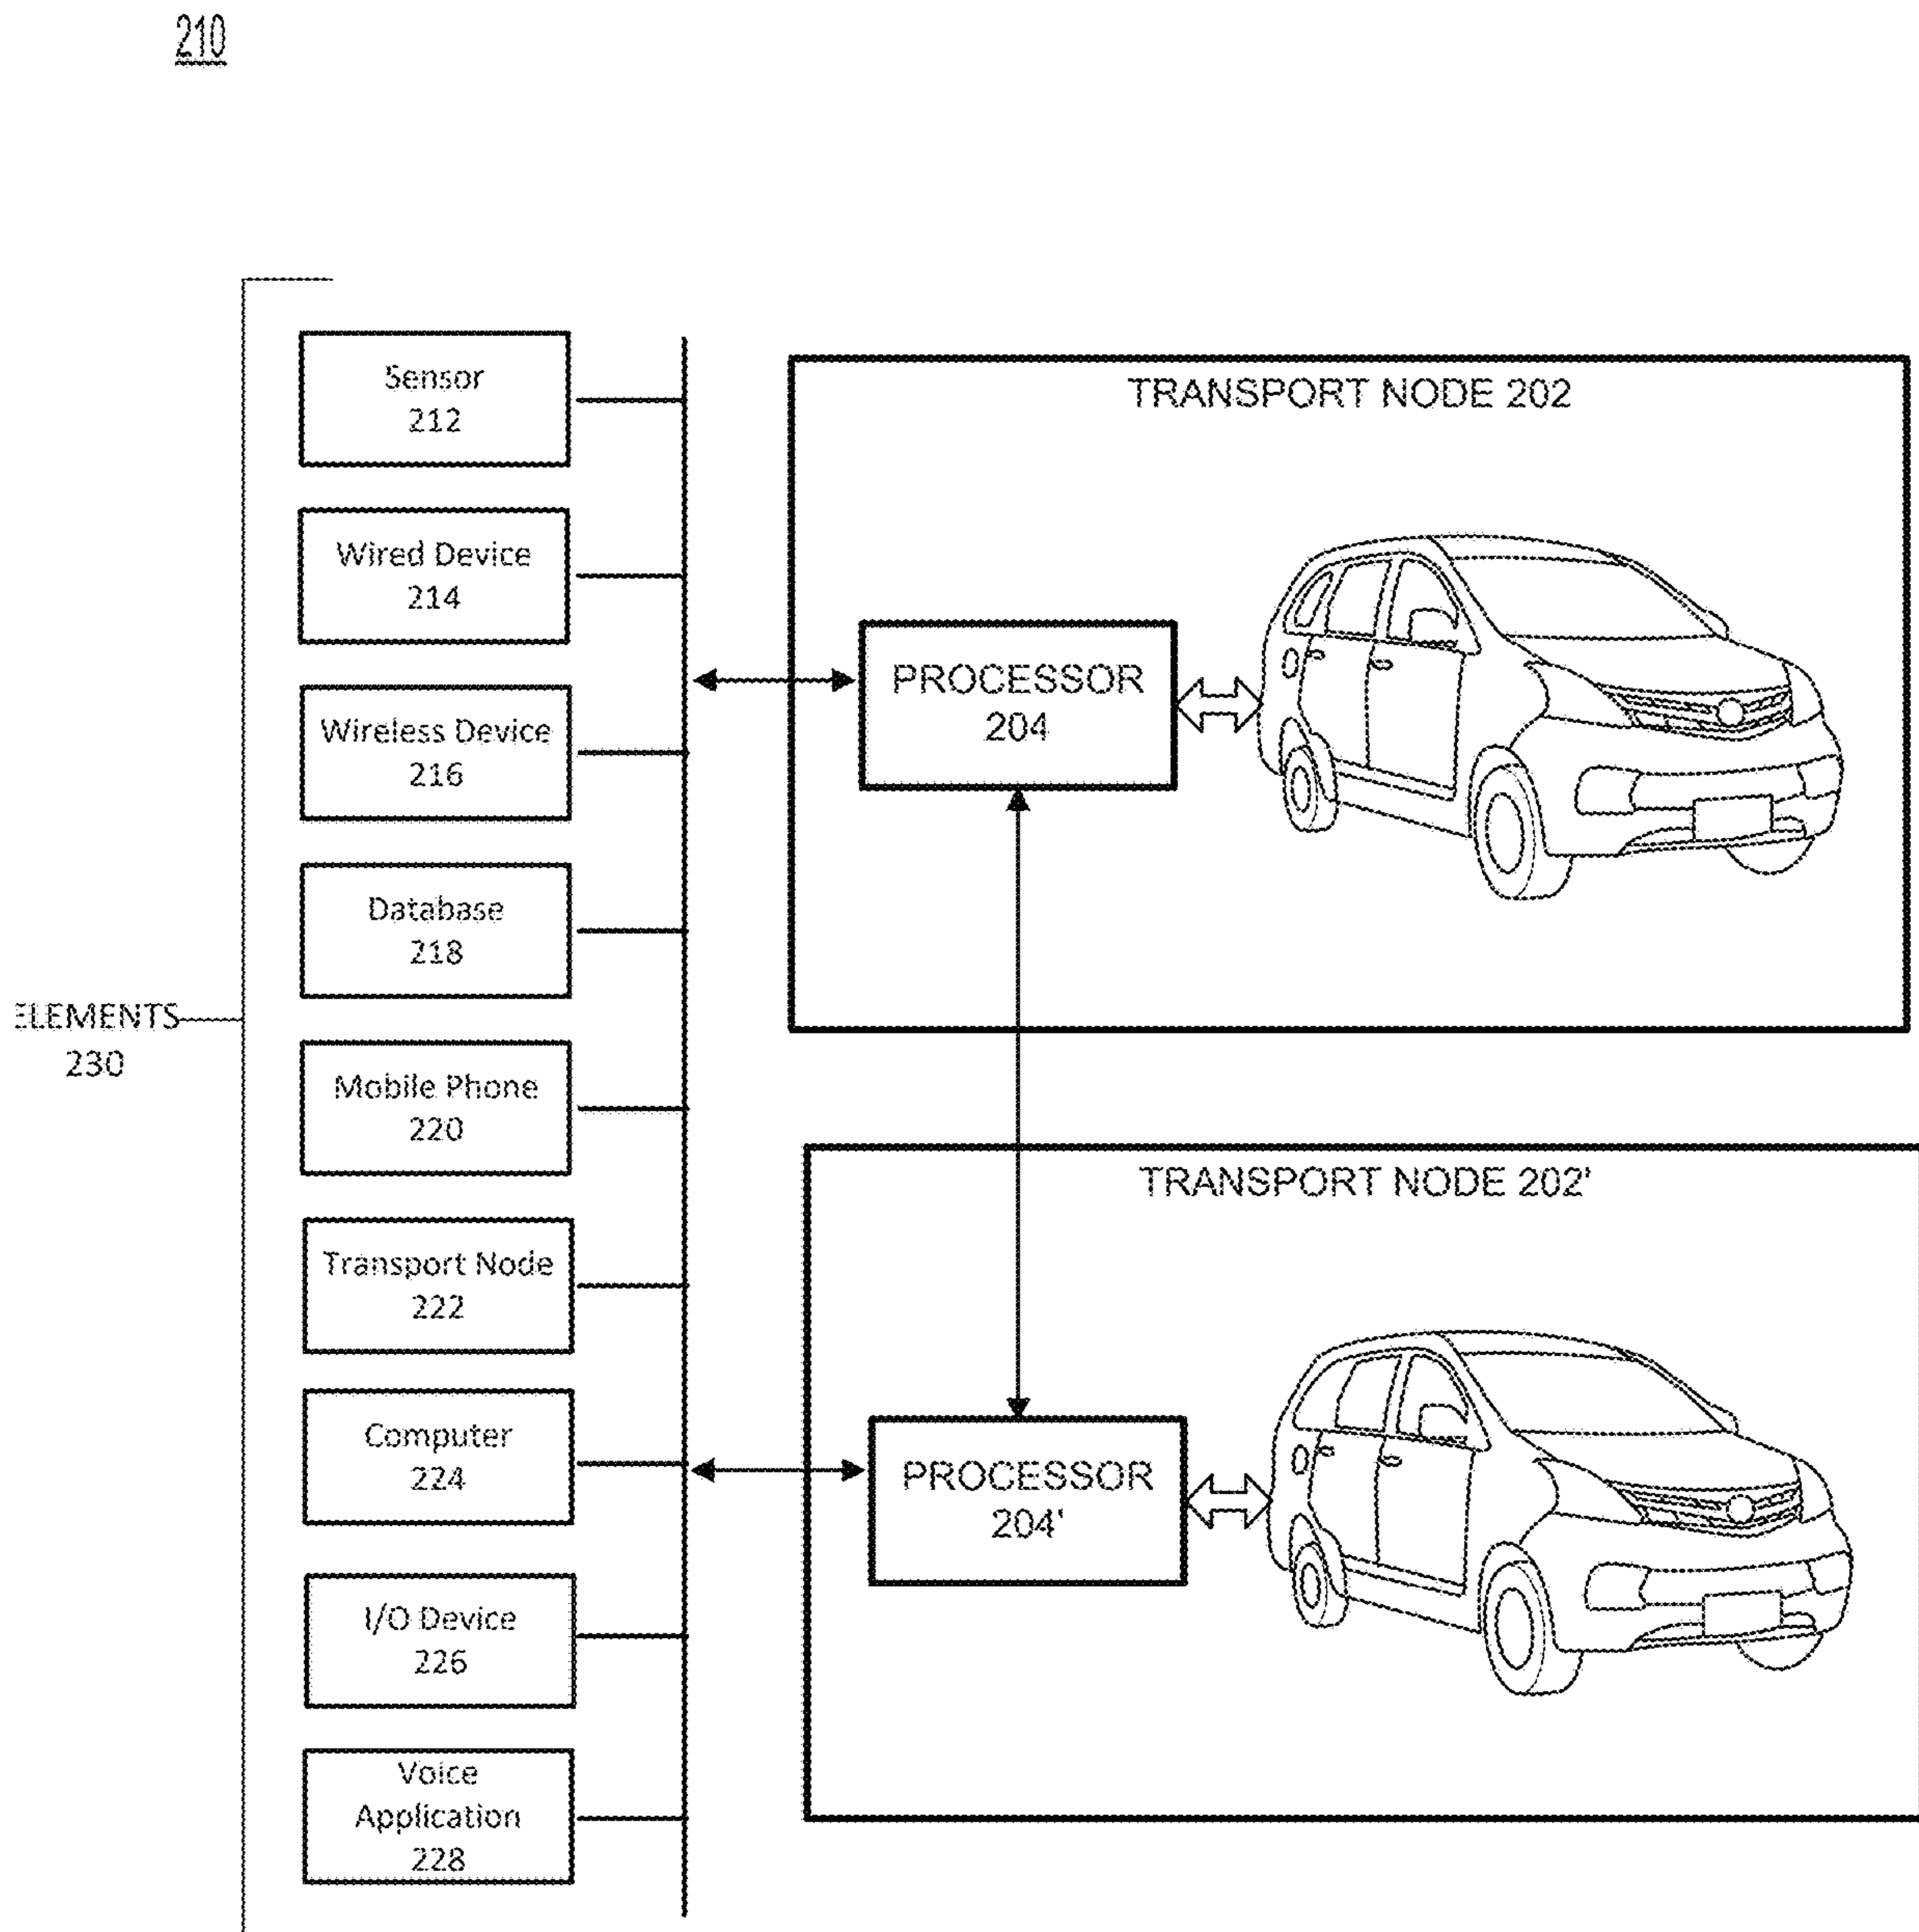 210
Sensor
212
Wired Device
214
Wireless Device
216
Database
218
ELEMENTS
230
Mobile Phone
220
Transport Node
222
Computer
224
I/O Device
226
Voice
Application
228
TRANSPORT NODE 202
PROCESSOR
204
TRANSPORT NODE 202'
PROCESSOR
204'